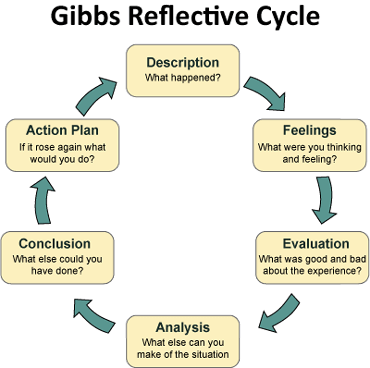 Gibbs Reflective Cycle
Description
What happened?
Feelings
What were you thinking
and feeling?
Evaluation
What was good and bad
about the experience?
Analysis
What else can you
make of the situation
Conclusion
What else could you
have done?
Action Plan
If it rose again what
would you do?